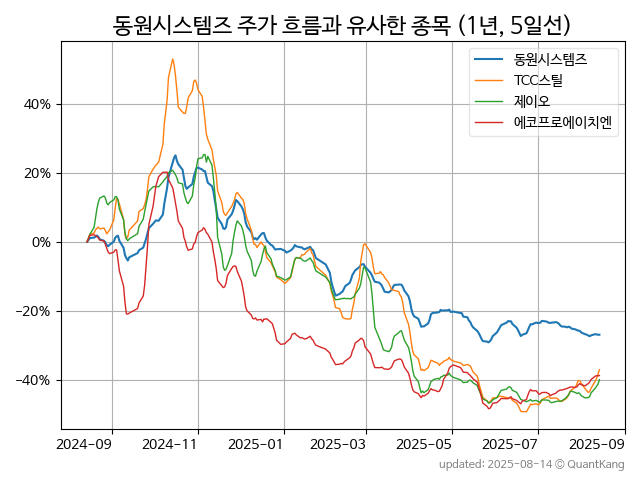 동원시스템즈 주가 흐름과 유사한 종목 (1년, 5일선)
동원시스템즈
TCC스틸
제이오
에코프로에이치엔
40%
20%
0%
−20%
−40%
2024-09 2024-11 2025-01 2025-03 2025-05 2025-07 2025-09
updated: 2025-08-14 © QuantKang